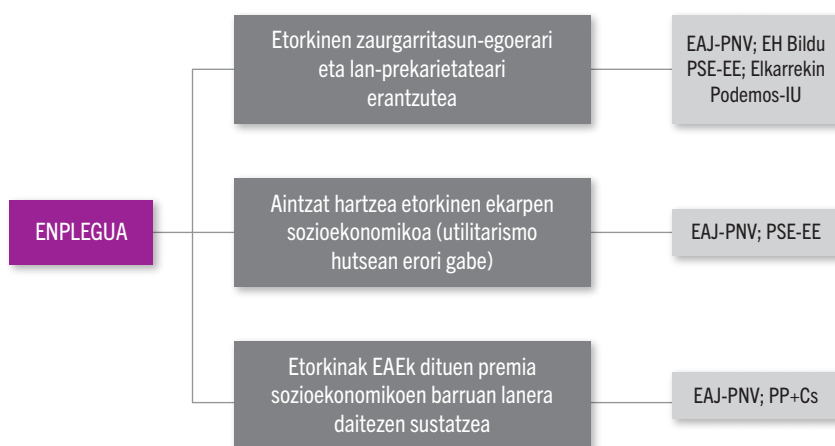 Etorkinen zaurgarritasun-egoerari
eta lan-prekarietateari
erantzutea
EAJ-PNV; EH Bildu
PSE-EE; Elkarrekin
Podemos-IU
ENPLEGUA
Aintzat hartzea etorkinen ekarpen
sozioekonomikoa (utilitarismo
hutsean erori gabe)
EAJ-PNV; PSE-EE
Etorkinak EAEk dituen premia
sozioekonomikoen barruan lanera
daitezen sustatzea
EAJ-PNV; PP+Cs